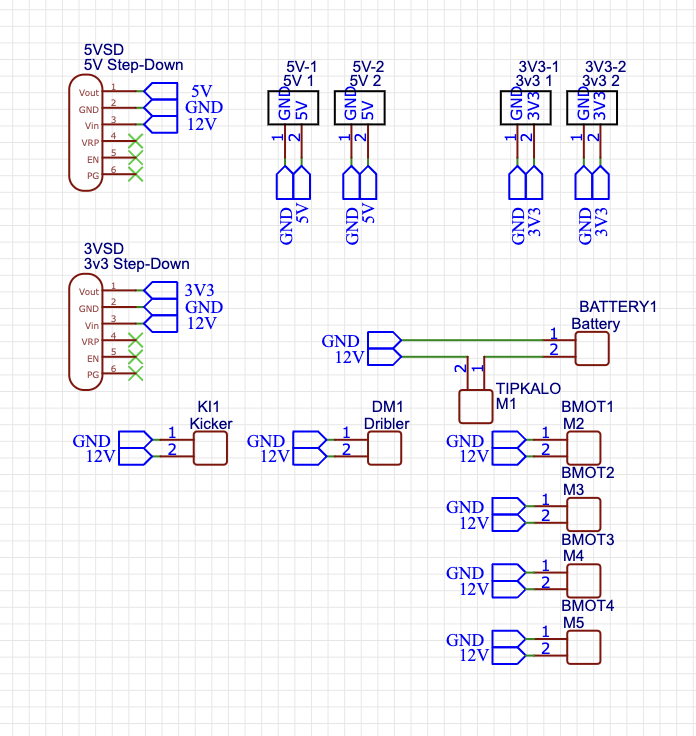 5VSD
5V Step-Down
Vout 1 5V
GND 2 GND
Vin 3 12V
VRP 4
EN 5
PG 6
5V-1
5V 1
GND 5V
1 2
GND 5V
5V-2
5V 2
GND 5V
1 2
GND 5V
3V3-1
3v3 1
GND 3V3
1 2
GND 3V3
3V3-2
3v3 2
GND 3V3
1 2
GND 3V3
3VSD
3v3 Step-Down
Vout 1 3V3
GND 2 GND
Vin 3 12V
VRP 4
EN 5
PG 6
BATTERY1
Battery
GND 1
12V 2
2 1
TIPKALO
M1
KI1
Kicker
GND 1
12V 2
DM1
Dribler
GND 1
12V 2
BMOT1
M2
GND 1
12V 2
BMOT2
M3
GND 1
12V 2
BMOT3
M4
GND 1
12V 2
BMOT4
M5
GND 1
12V 2